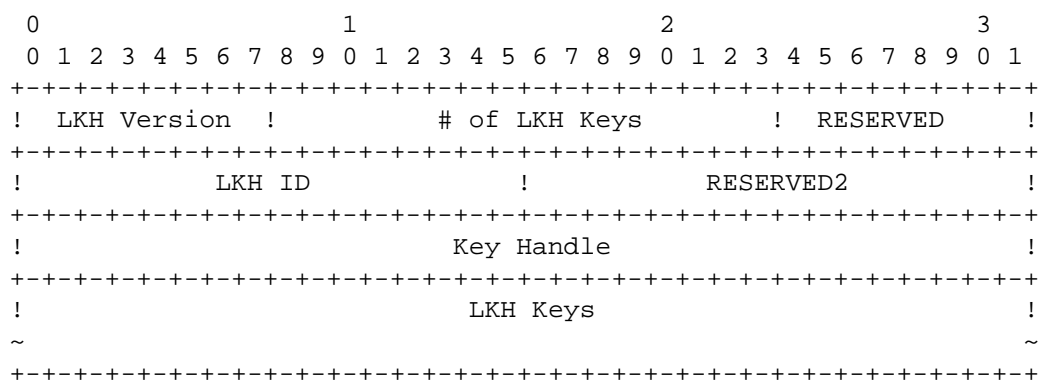 0                   1                   2                   3
 0 1 2 3 4 5 6 7 8 9 0 1 2 3 4 5 6 7 8 9 0 1 2 3 4 5 6 7 8 9 0 1
+-+-+-+-+-+-+-+-+-+-+-+-+-+-+-+-+-+-+-+-+-+-+-+-+-+-+-+-+-+-+-+-+
!  LKH Version  !          # of LKH Keys        !  RESERVED     !
+-+-+-+-+-+-+-+-+-+-+-+-+-+-+-+-+-+-+-+-+-+-+-+-+-+-+-+-+-+-+-+-+
!            LKH ID             !           RESERVED2           !
+-+-+-+-+-+-+-+-+-+-+-+-+-+-+-+-+-+-+-+-+-+-+-+-+-+-+-+-+-+-+-+-+
!                           Key Handle                          !
+-+-+-+-+-+-+-+-+-+-+-+-+-+-+-+-+-+-+-+-+-+-+-+-+-+-+-+-+-+-+-+-+
!                            LKH Keys                           !
~                                                               ~
+-+-+-+-+-+-+-+-+-+-+-+-+-+-+-+-+-+-+-+-+-+-+-+-+-+-+-+-+-+-+-+-+